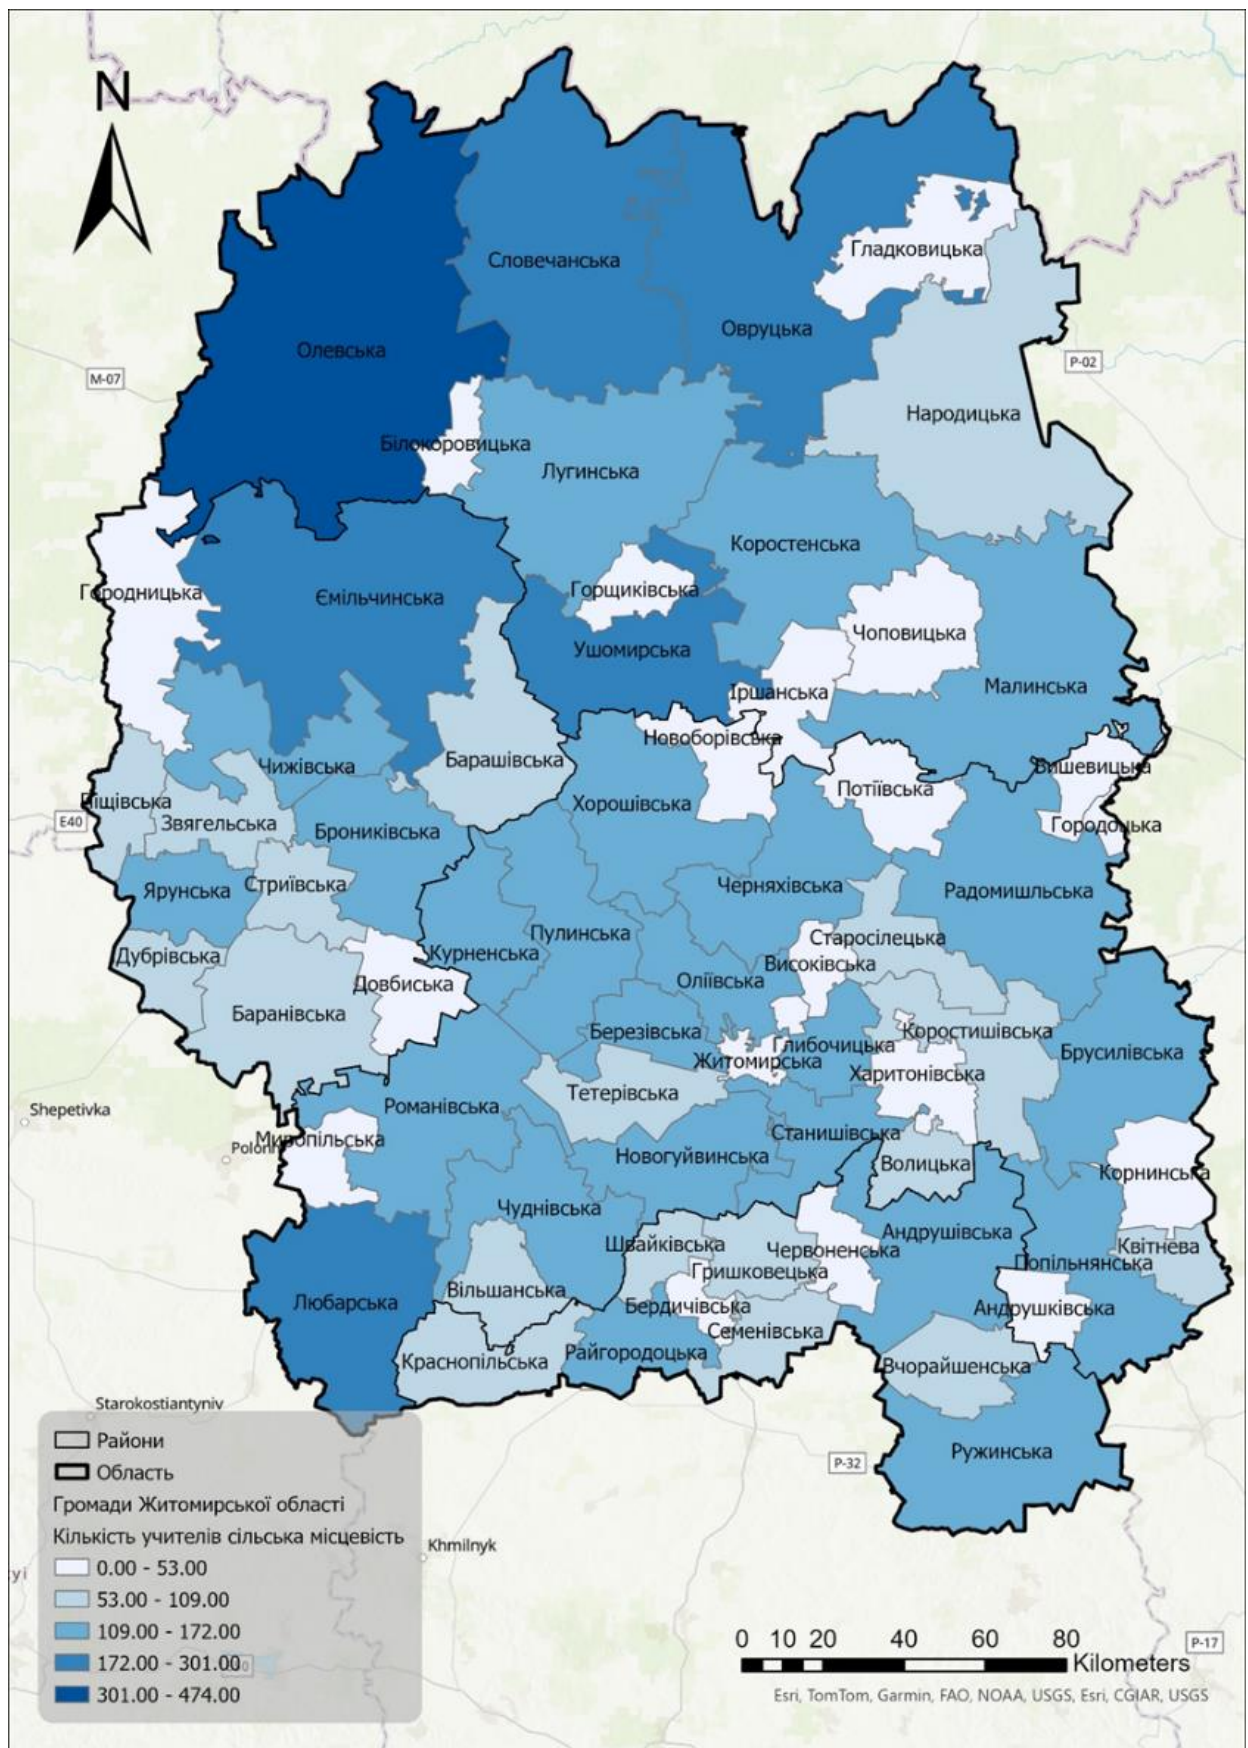 N
Гладковицька
Словечанська
Овруцька
Олевська
M-07
P-02
Народицька
Білокоровицька
Лугинська
Коростенська
Городницька
Ємільчинська
Горщиківська
Чоповицька
Ушомирська
Іршанська
Малинська
Новоборівська
Барашівська
Чижівська
Вишевицька
Потіївська
Хорошівська
Піщівська
E40
Звягельська
Брониківська
Городоцька
Ярунська
Стриївська
Черняхівська
Радомишльська
Пулинська
Старосілецька
Дубрівська
Курненська
Високівська
Довбиська
Оліївська
Баранівська
Березівська
Коростишівська
Глибочицька
Брусилівська
Житомирська
Харитонівська
Тетерівська
Shepetivka
Романівська
Миропільська
Станишівська
Новогуйвинська
Волицька
Корнинська
Чуднівська
Андрушівська
Швайківська
Червоненська
Квітнева
Попільнянська
Гришковецька
Вільшанська
Любарська
Бердичівська
Андрушківська
Семенівська
Райгородоцька
Краснопільська
Вчорайшенська
Starokostiantyniv
Ружинська
P-32
Райони
Область
Громади Житомирської області
Кількість учителів сільська місцевість
Khmilnyk
0.00 - 53.00
53.00 - 109.00
109.00 - 172.00
172.00 - 301.00
301.00 - 474.00
0 10 20 40 60 80
Kilometers
P-17
Esri, TomTom, Garmin, FAO, NOAA, USGS, Esri, CGIAR, USGS